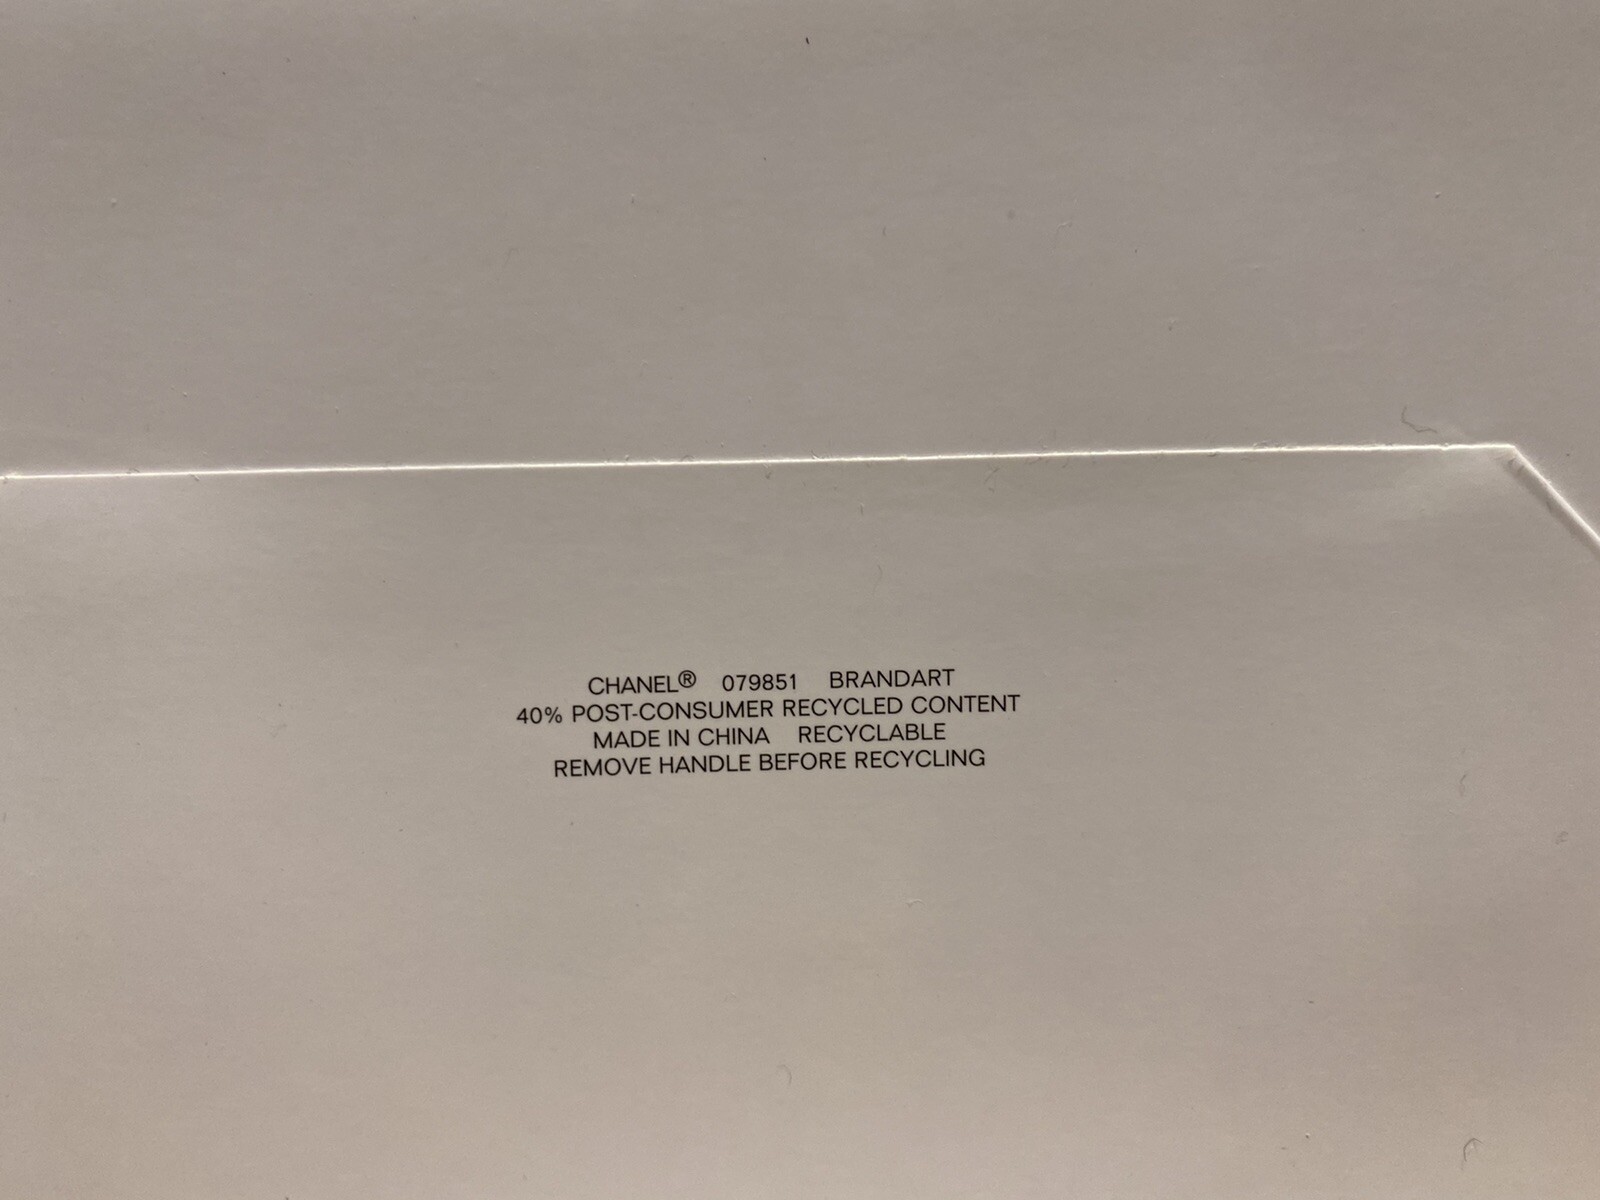 CHANEL® 079851 BRANDART
40% POST-CONSUMER RECYCLED CONTENT
MADE IN CHINA RECYCLABLE
REMOVE HANDLE BEFORE RECYCLING